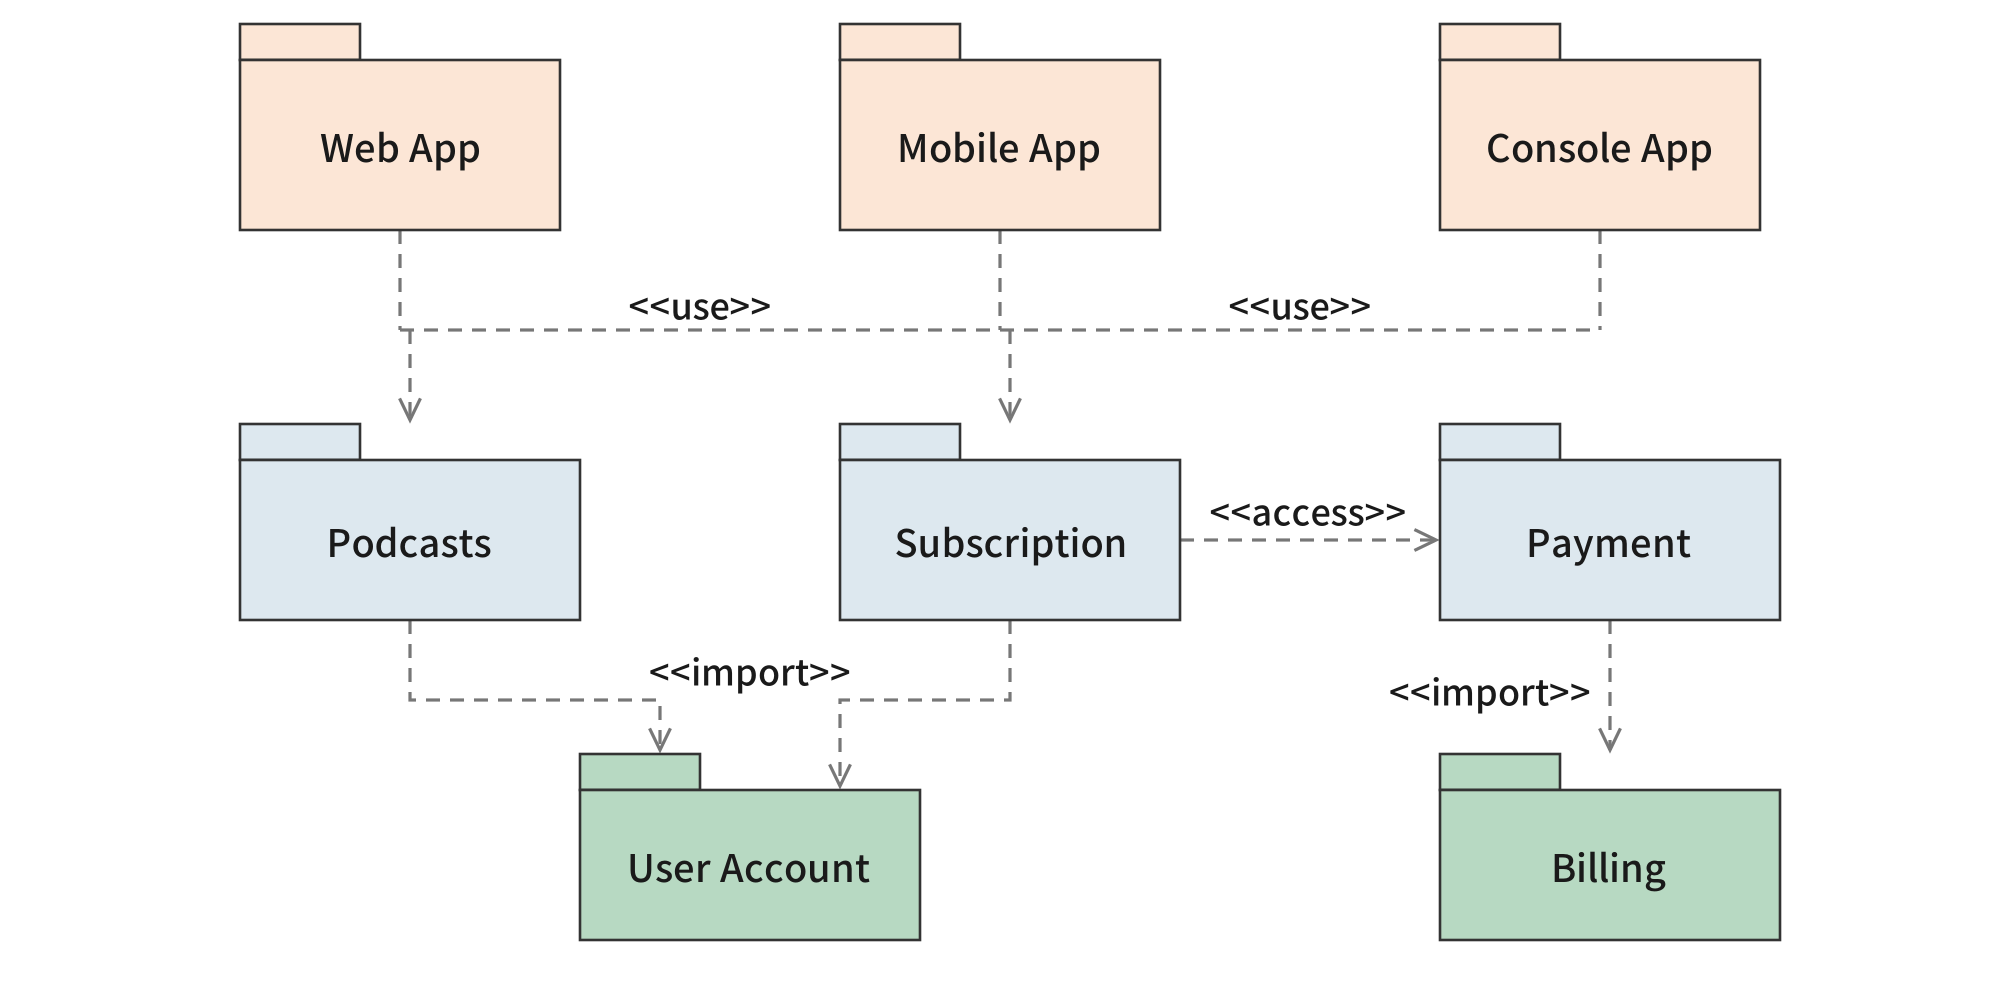 Web App
Mobile App
Console App
<<use>>
<<use>>
Podcasts
Subscription
<<access>>
Payment
<<import>>
<<import>>
User Account
Billing